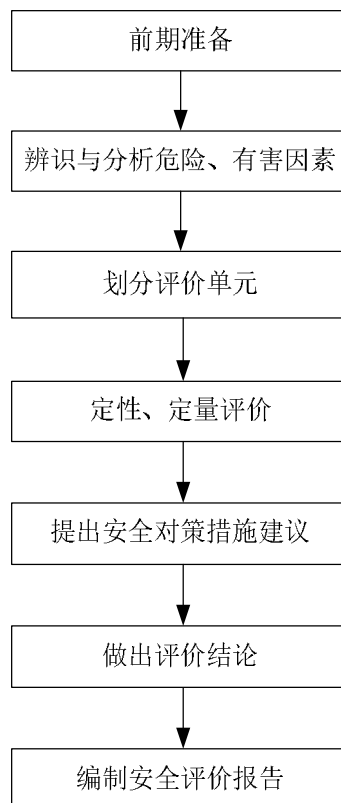 前期准备
辨识与分析危险、有害因素
划分评价单元
定性、定量评价
提出安全对策措施建议
做出评价结论
编制安全评价报告